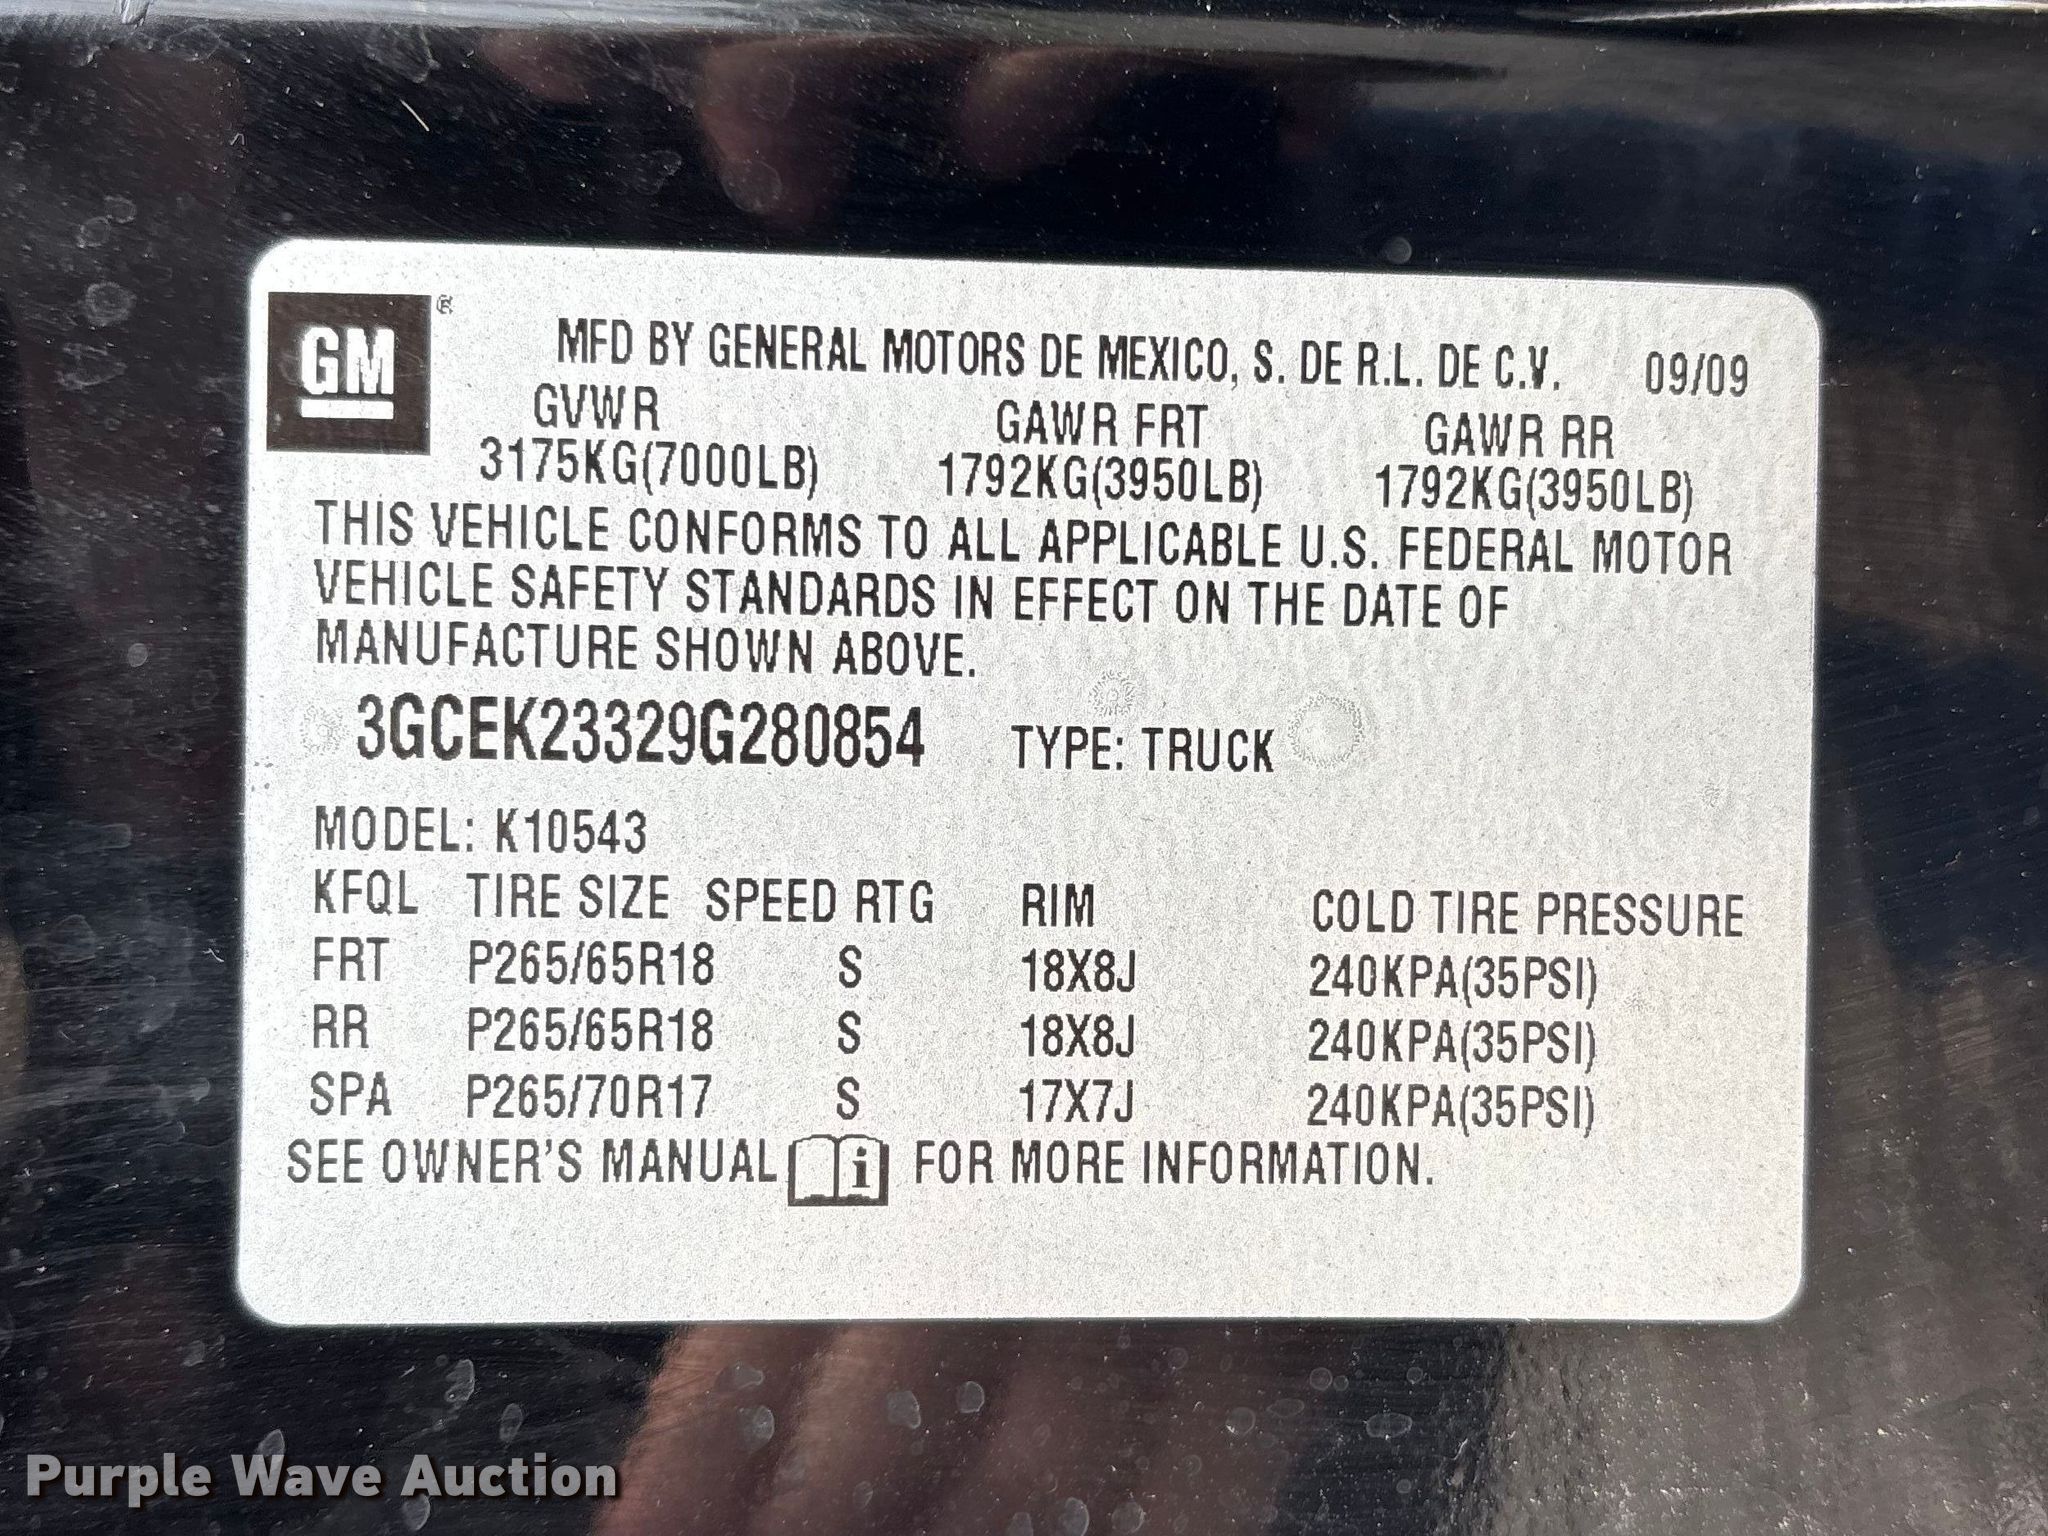 GM ®
MFD BY GENERAL MOTORS DE MEXICO, S. DE R.L. DE C.V. 09/09
GVWR GAWR FRT GAWR RR
3175KG(7000LB) 1792KG(3950LB) 1792KG(3950LB)
THIS VEHICLE CONFORMS TO ALL APPLICABLE U.S. FEDERAL MOTOR
VEHICLE SAFETY STANDARDS IN EFFECT ON THE DATE OF
MANUFACTURE SHOWN ABOVE.
3GCEK23329G280854 TYPE: TRUCK
MODEL: K10543
KFQL TIRE SIZE SPEED RTG RIM COLD TIRE PRESSURE
FRT P265/65R18 S 18X8J 240KPA(35PSI)
RR P265/65R18 S 18X8J 240KPA(35PSI)
SPA P265/70R17 S 17X7J 240KPA(35PSI)
SEE OWNER'S MANUAL i FOR MORE INFORMATION.
Purple Wave Auction